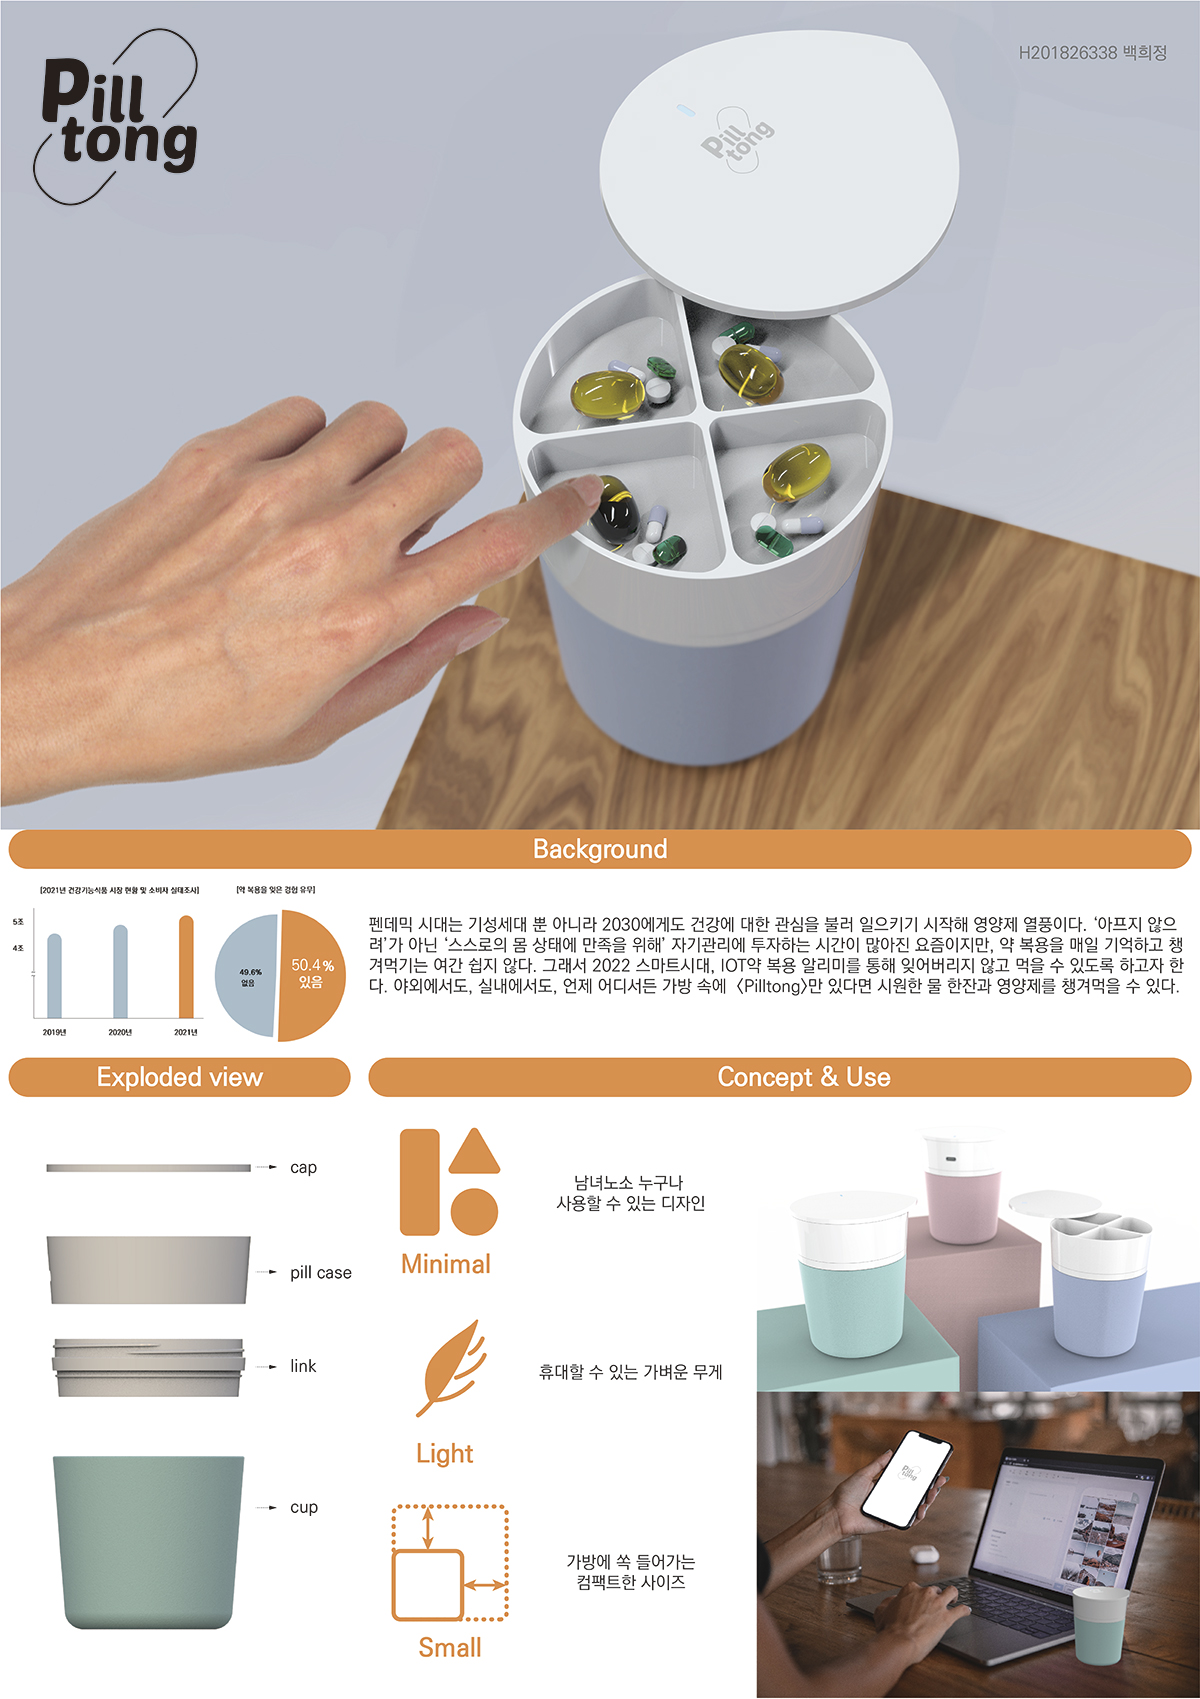 Pill
tong
H201826338 백희정
Pill
tong
Background
[2021년 건강기능식품 시장 현황 및 소비자 실태조사]
5조
4조
2019년
2020년
2021년
[약 복용을 잊은 경험 유무]
49.6%
없음
50.4%
있음
펜데믹 시대는 기성세대 뿐 아니라 2030에게도 건강에 대한 관심을 불러 일으키기 시작해 영양제 열풍이다. ‘아프지 않으
려’가 아닌 ‘스스로의 몸 상태에 만족을 위해’ 자기관리에 투자하는 시간이 많아진 요즘이지만, 약 복용을 매일 기억하고 챙
겨먹기는 여간 쉽지 않다. 그래서 2022 스마트시대, IOT약 복용 알리미를 통해 잊어버리지 않고 먹을 수 있도록 하고자 한
다. 야외에서도, 실내에서도, 언제 어디서든 가방 속에 〈Pilltong〉만 있다면 시원한 물 한잔과 영양제를 챙겨먹을 수 있다.
Exploded view
cap
pill case
link
cup
Concept & Use
Minimal
남녀노소 누구나
사용할 수 있는 디자인
Light
휴대할 수 있는 가벼운 무게
Small
가방에 쏙 들어가는
컴팩트한 사이즈
Pill
tong